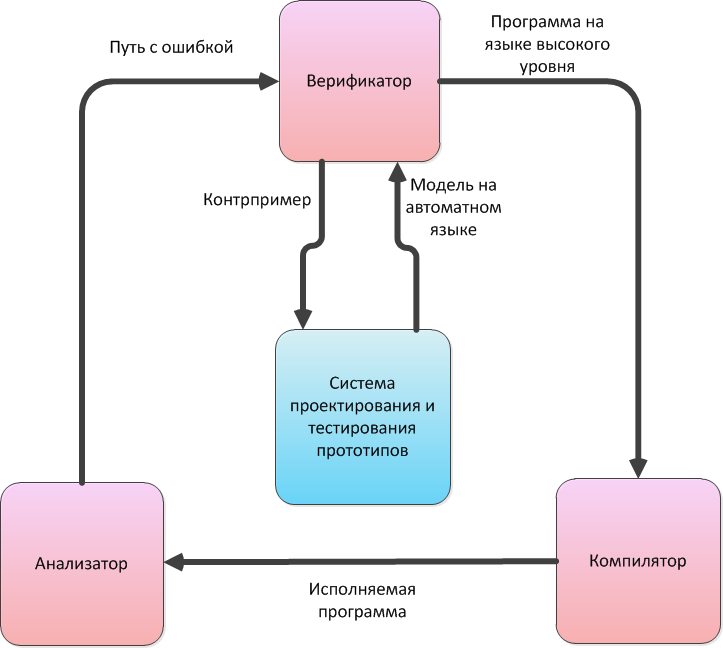 Путь с ошибкой
Верификатор
Программа на
языке высокого
уровня
Контрпример
Модель на
автоматном
языке
Система
проектирования и
тестирования
прототипов
Анализатор
Компилятор
Исполняемая
программа